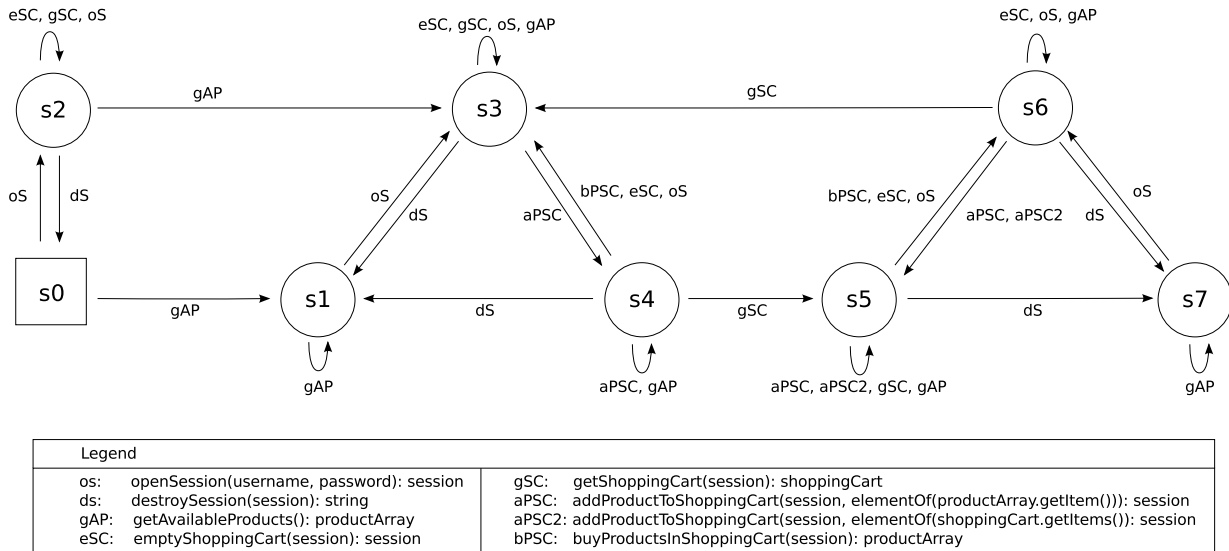 eSC, gSC, oS
eSC, gSC, oS, gAP
eSC, oS, gAP
s2
gAP
s3
gSC
s6
oS
dS
oS
dS
aPSC
bPSC, eSC, oS
bPSC, eSC, oS
aPSC, aPSC2
dS
oS
s0
gAP
s1
dS
s4
gSC
s5
dS
s7
gAP
aPSC, gAP
aPSC, aPSC2, gSC, gAP
gAP
Legend
os: openSession(username, password): session
ds: destroySession(session): string
gAP: getAvailableProducts(): productArray
eSC: emptyShoppingCart(session): session
gSC: getShoppingCart(session): shoppingCart
aPSC: addProductToShoppingCart(session, elementOf(productArray.getItem())): session
aPSC2: addProductToShoppingCart(session, elementOf(shoppingCart.getItems()): session
bPSC: buyProductsInShoppingCart(session): productArray